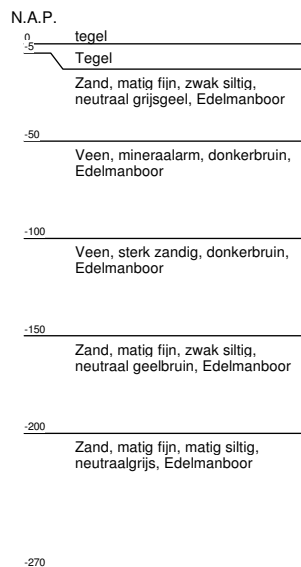 N.A.P.
0 tegel
-5 Tegel
Zand, matig fijn, zwak siltig,
neutraal grijsgeel, Edelmanboor
-50
Veen, mineraalarm, donkerbruin,
Edelmanboor
-100
Veen, sterk zandig, donkerbruin,
Edelmanboor
-150
Zand, matig fijn, zwak siltig,
neutraal geelbruin, Edelmanboor
-200
Zand, matig fijn, matig siltig,
neutraalgrijs, Edelmanboor
-270